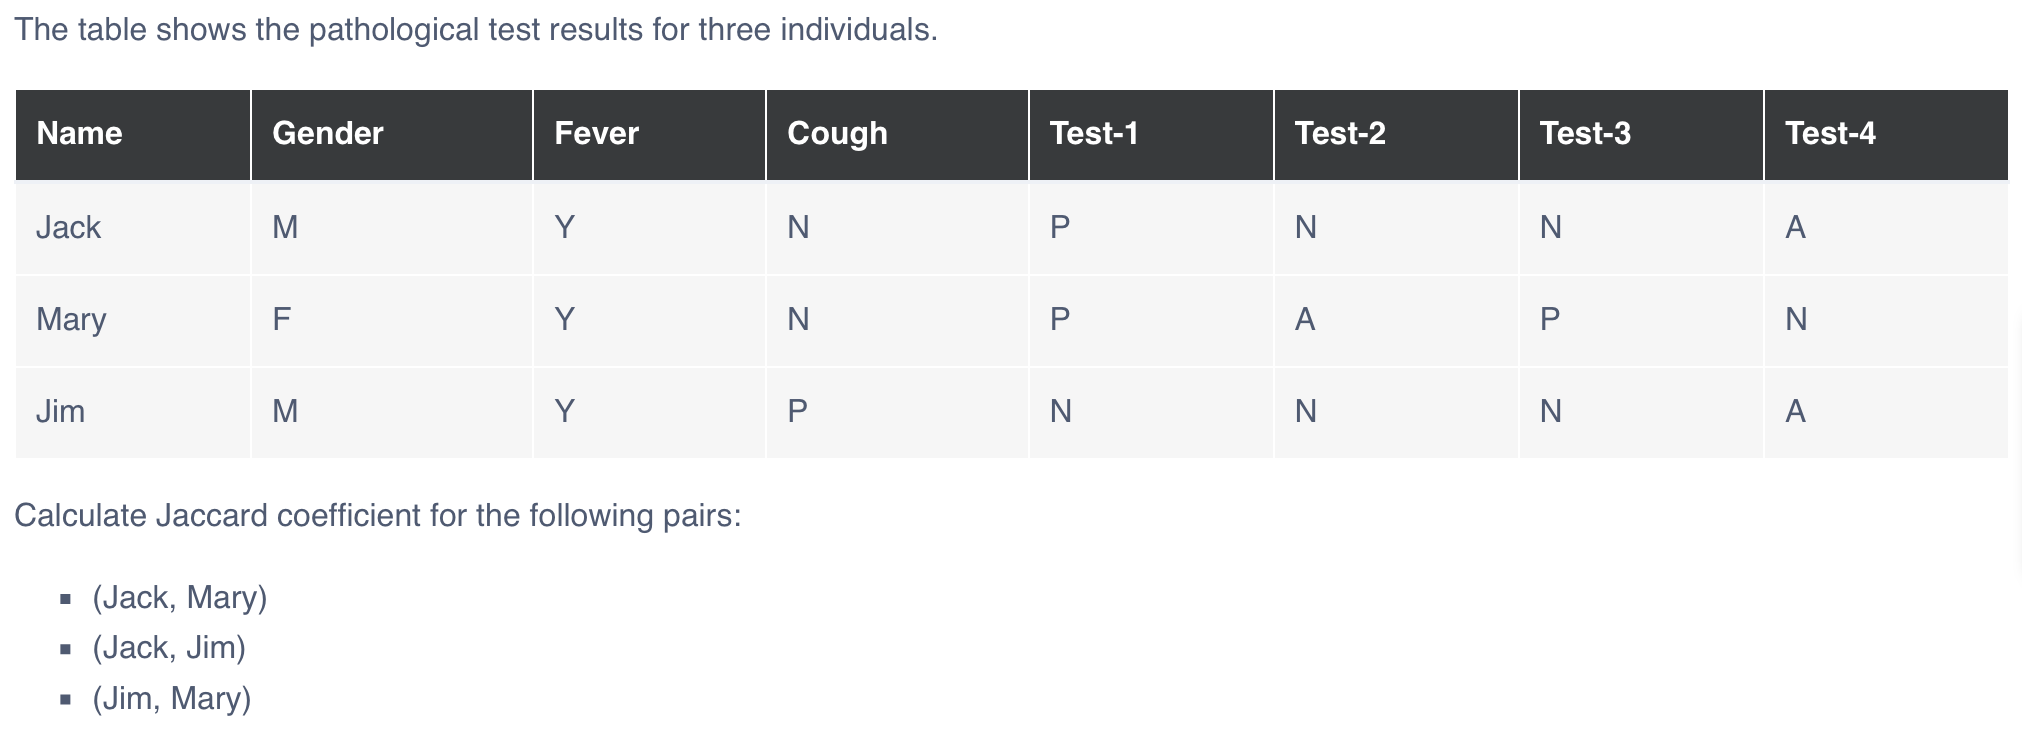 The table shows the pathological test results for three individuals.
Name Gender Fever Cough Test-1 Test-2 Test-3 Test-4
Jack M Y N P N N A
Mary F Y N P A P N
Jim M Y P N N N A
Calculate Jaccard coefficient for the following pairs:
▪ (Jack, Mary)
▪ (Jack, Jim)
▪ (Jim, Mary)